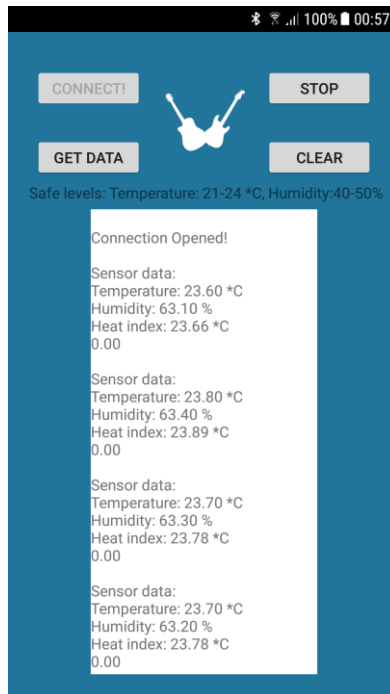 100% 00:57
CONNECT!
STOP
GET DATA
CLEAR
Safe levels: Temperature: 21-24 *C, Humidity:40-50%
Connection Opened!
Sensor data:
Temperature: 23.60 *C
Humidity: 63.10 %
Heat index: 23.66 *C
0.00
Sensor data:
Temperature: 23.80 *C
Humidity: 63.40 %
Heat index: 23.89 *C
0.00
Sensor data:
Temperature: 23.70 *C
Humidity: 63.30 %
Heat index: 23.78 *C
0.00
Sensor data:
Temperature: 23.70 *C
Humidity: 63.20 %
Heat index: 23.78 *C
0.00